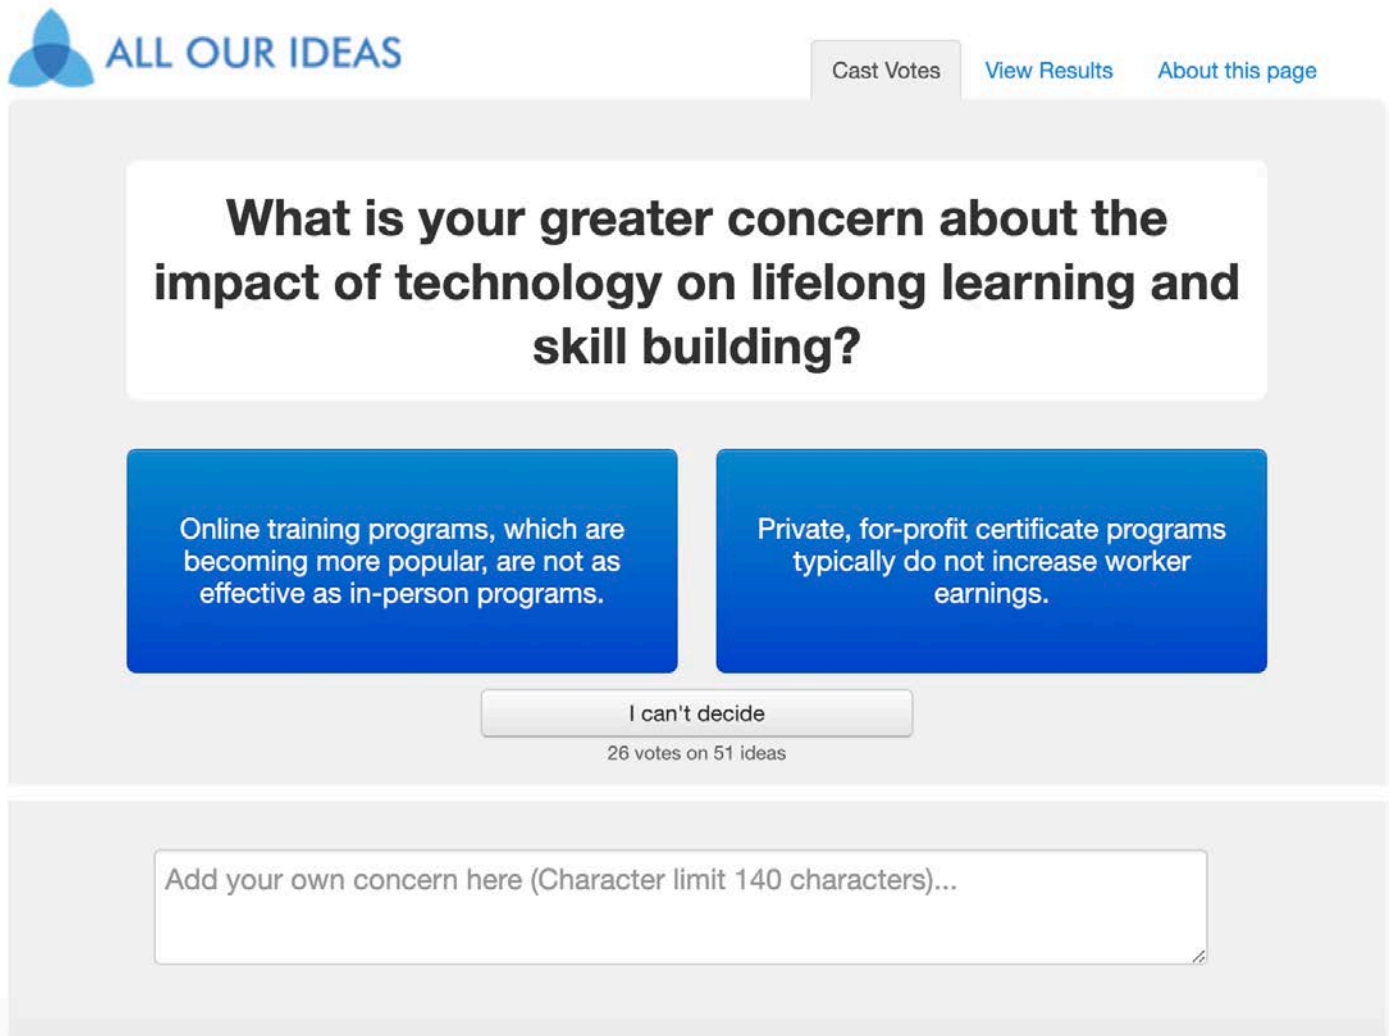 ALL OUR IDEAS
Cast Votes
View Results
About this page
What is your greater concern about the
impact of technology on lifelong learning and
skill building?
Online training programs, which are
becoming more popular, are not as
effective as in-person programs.
Private, for-profit certificate programs
typically do not increase worker
earnings.
I can't decide
26 votes on 51 ideas
Add your own concern here (Character limit 140 characters)...